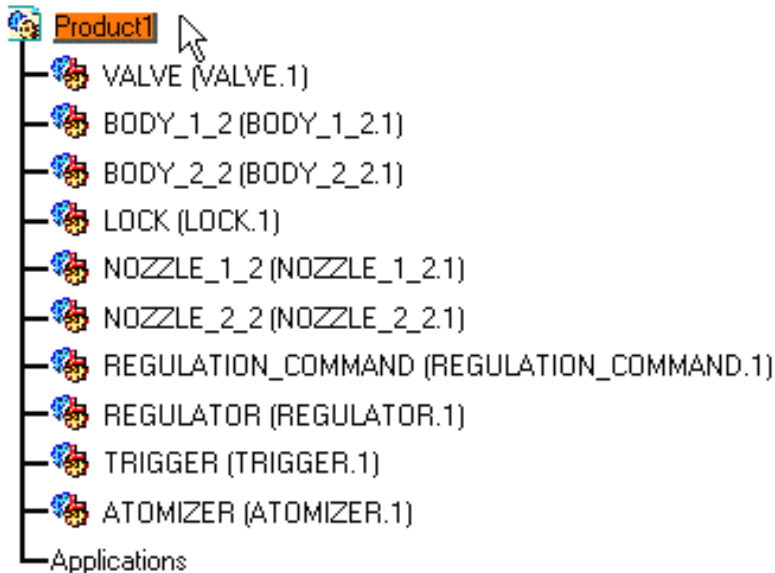 Product1
VALVE (VALVE.1)
BODY_1_2 (BODY_1_2.1)
BODY_2_2 (BODY_2_2.1)
LOCK (LOCK.1)
NOZZLE_1_2 (NOZZLE_1_2.1)
NOZZLE_2_2 (NOZZLE_2_2.1)
REGULATION_COMMAND (REGULATION_COMMAND.1)
REGULATOR (REGULATOR.1)
TRIGGER (TRIGGER.1)
ATOMIZER (ATOMIZER.1)
Applications